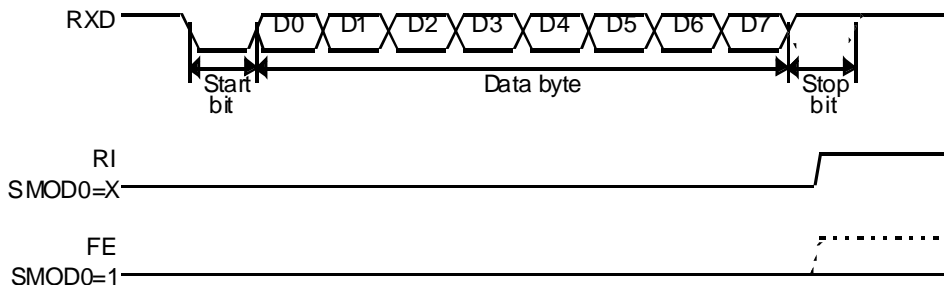 RXD D0 D1 D2 D3 D4 D5 D6 D7
Start bit
Data byte
Stop bit
RI
SMOD0=X
FE
SMOD0=1